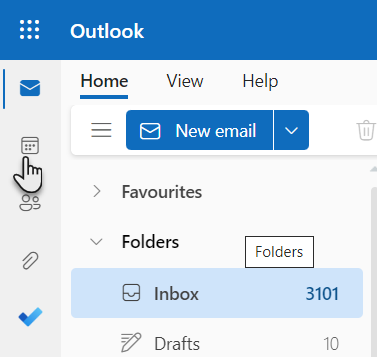 Outlook
Home View Help
New email
Favourites
Folders
Folders
Inbox 3101
Drafts 10